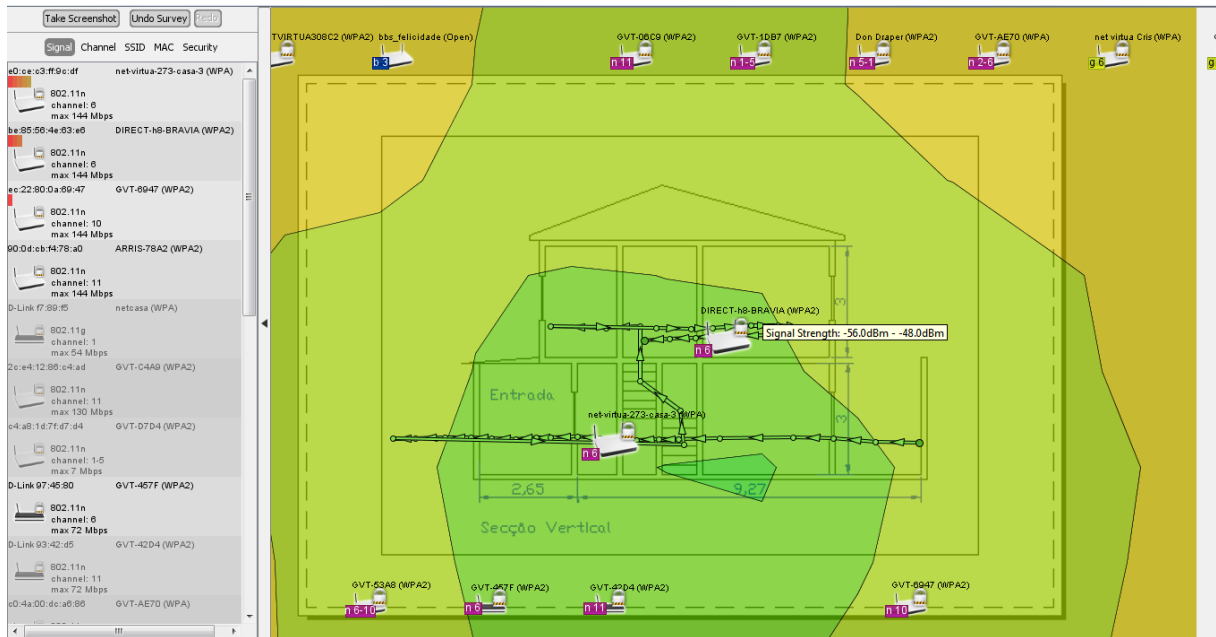 Take Screenshot Undo Survey Redo
Signal Channel SSID MAC Security
e0:ce:c3:ff:9c:df net-virtua-273-casa-3 (WPA)
802.11n
channel: 6
max 144 Mbps
be:85:56:4e:63:e6 DIRECT-h8-BRAVIA (WPA2)
802.11n
channel: 6
max 144 Mbps
ec:22:80:0a:69:47 GVT-6947 (WPA2)
802.11n
channel: 10
max 144 Mbps
90:0d:cb:f4:78:a0 ARRIS-78A2 (WPA2)
802.11n
channel: 11
max 144 Mbps
D-Link f7:89:f5 netcasa (WPA)
802.11g
channel: 1
max 54 Mbps
2c:e4:12:86:c4:ad GVT-C4A9 (WPA2)
802.11n
channel: 11
max 130 Mbps
c4:a8:1d:7f:d7:d4 GVT-D7D4 (WPA2)
802.11n
channel: 1-5
max 7 Mbps
D-Link 97:45:80 GVT-457F (WPA2)
802.11n
channel: 6
max 72 Mbps
D-Link 93:42:d5 GVT-42D4 (WPA2)
802.11n
channel: 11
max 72 Mbps
c0:4a:00:dc:a6:86 GVT-AE70 (WPA)
802.11n
TVIRTUA308C2 (WPA2) bbs_felicidade (Open) GVT-06C9 (WPA2) GVT-1DB7 (WPA2) Don Draper (WPA2) GVT-AE70 (WPA2) net virtua Cris (WPA2)
b 3 n 11 n 1-5 n 5-1 n 2-6 g 6 g
DIRECT-h8-BRAVIA (WPA2)
Signal Strength: -56.0dBm - -48.0dBm
n 6
3
Entrada
net-virtua-273-casa-3 (WPA)
n 6
3
2,65 9,27
Secção Vertical
GVT-53A8 (WPA2) GVT-457F (WPA2) GVT-42D4 (WPA2) GVT-6947 (WPA2)
n 6-10 n 6 n 11 n 10